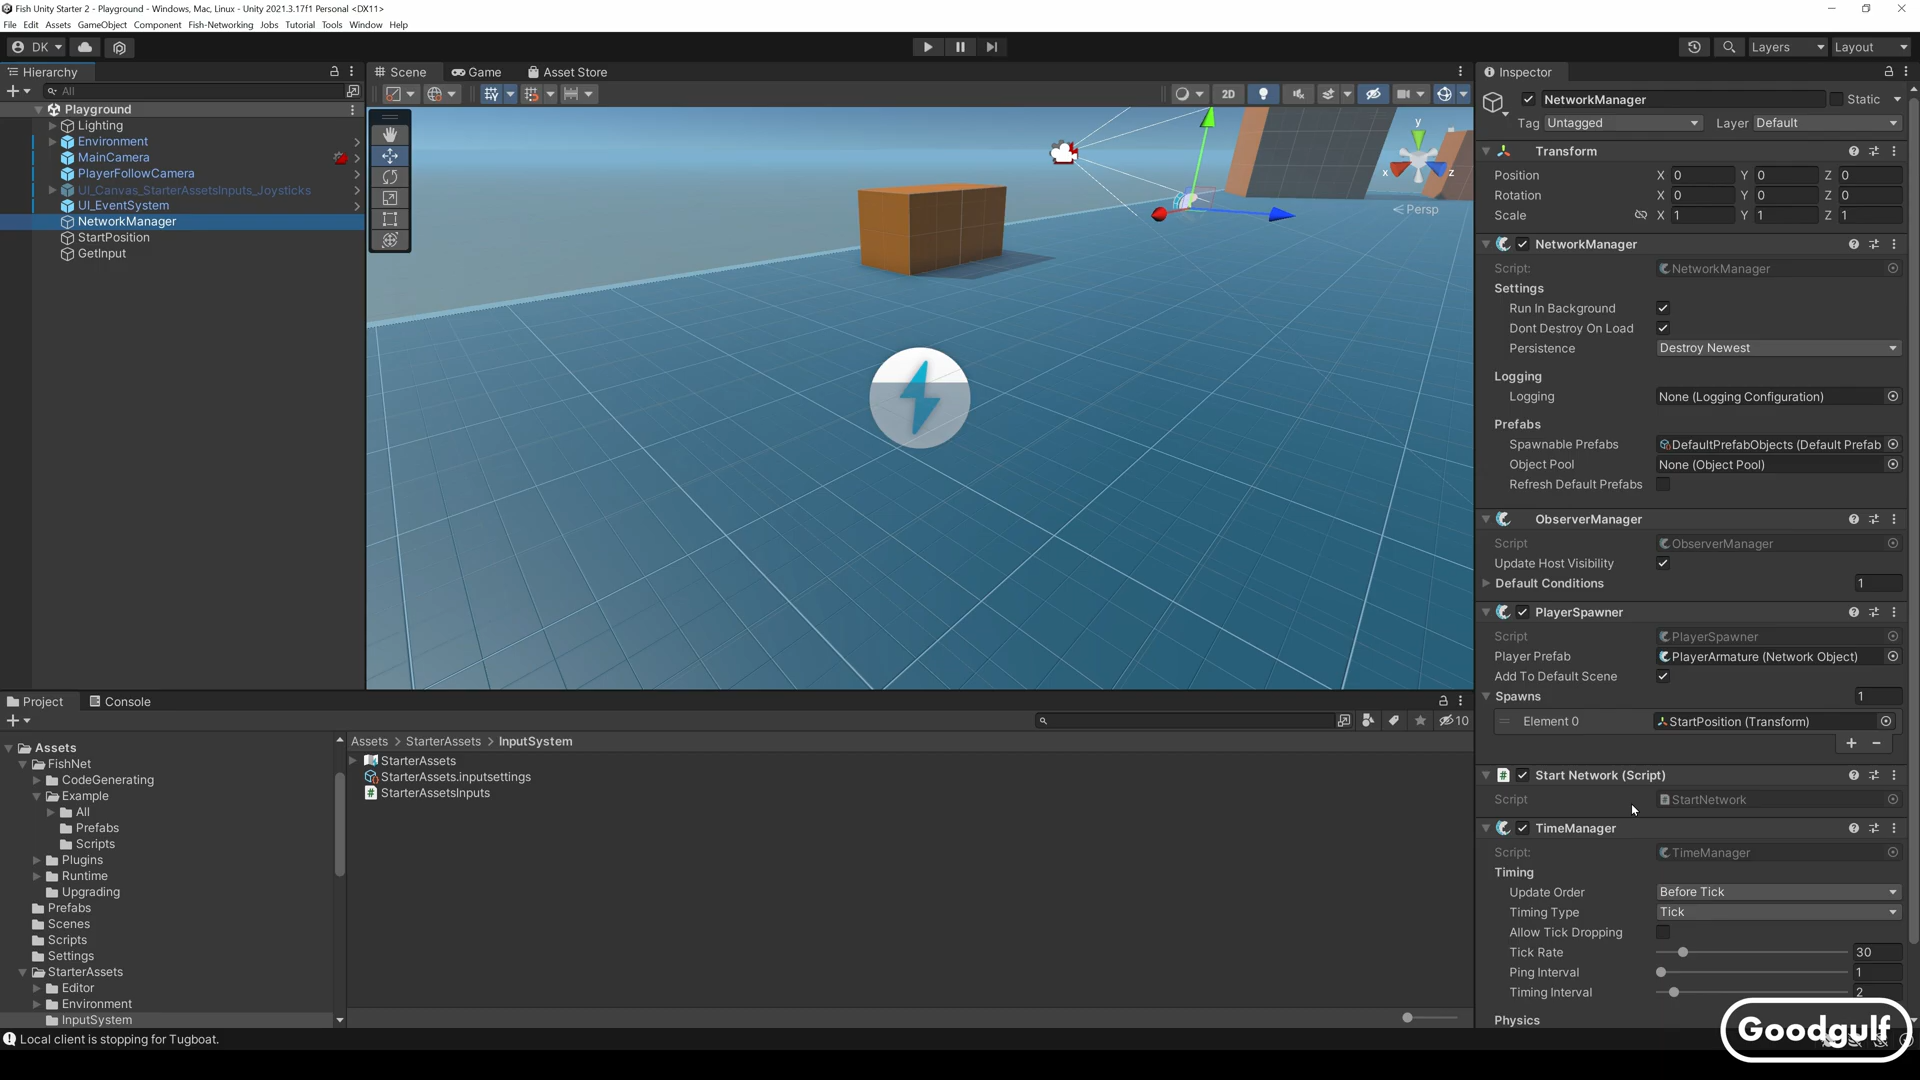 Fish Unity Starter 2 - Playground - Windows, Mac, Linux - Unity 2021.3.17f1 Personal <DX11>
File Edit Assets GameObject Component Fish-Networking Jobs Tutorial Tools Window Help
DK Layers Layout
Hierarchy
All
Playground
Lighting
Environment
MainCamera
PlayerFollowCamera
UI_Canvas_StarterAssetsInputs_Joysticks
UI_EventSystem
NetworkManager
StartPosition
GetInput
Scene Game Asset Store
2D
y
x z
Persp
Inspector
NetworkManager Static
Tag Untagged Layer Default
Transform
Position X 0 Y 0 Z 0
Rotation X 0 Y 0 Z 0
Scale X 1 Y 1 Z 1
NetworkManager
Script: NetworkManager
Settings
Run In Background
Dont Destroy On Load
Persistence Destroy Newest
Logging
Logging None (Logging Configuration)
Prefabs
Spawnable Prefabs DefaultPrefabObjects (Default Prefab
Object Pool None (Object Pool)
Refresh Default Prefabs
ObserverManager
Script ObserverManager
Update Host Visibility
Default Conditions 1
PlayerSpawner
Script PlayerSpawner
Player Prefab PlayerArmature (Network Object)
Add To Default Scene
Spawns 1
Element 0 StartPosition (Transform)
Start Network (Script)
Script StartNetwork
TimeManager
Script: TimeManager
Timing
Update Order Before Tick
Timing Type Tick
Allow Tick Dropping
Tick Rate 30
Ping Interval 1
Timing Interval 2
Physics
Project Console
10
Assets
FishNet
CodeGenerating
Example
All
Prefabs
Scenes
Plugins
Runtime
Upgrading
Prefabs
Scenes
Scripts
Settings
StarterAssets
Editor
Environment
InputSystem
Assets > StarterAssets > InputSystem
StarterAssets
StarterAssets.inputsettings
StarterAssetsInputs
Local client is stopping for Tugboat.
Goodgulf